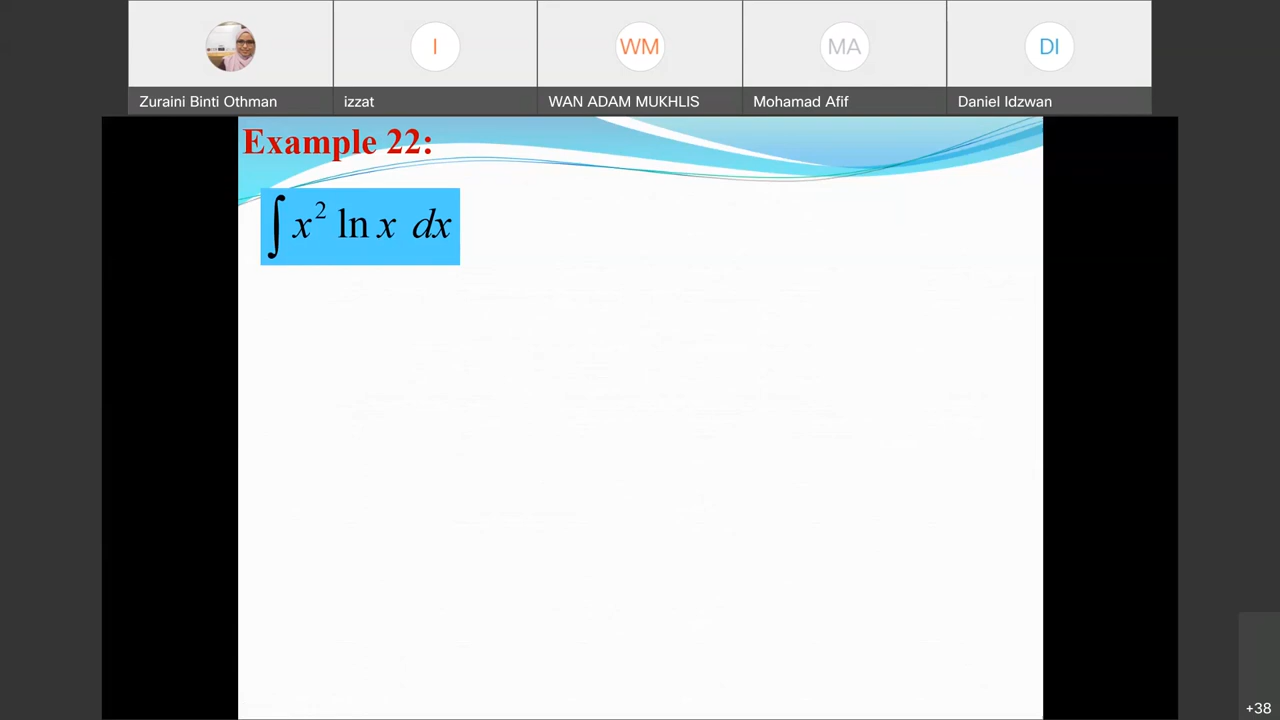 I WM MA DI
Zuraini Binti Othman izzat WAN ADAM MUKHLIS Mohamad Afif Daniel Idzwan
Example 22:
∫ x² ln x dx
+38